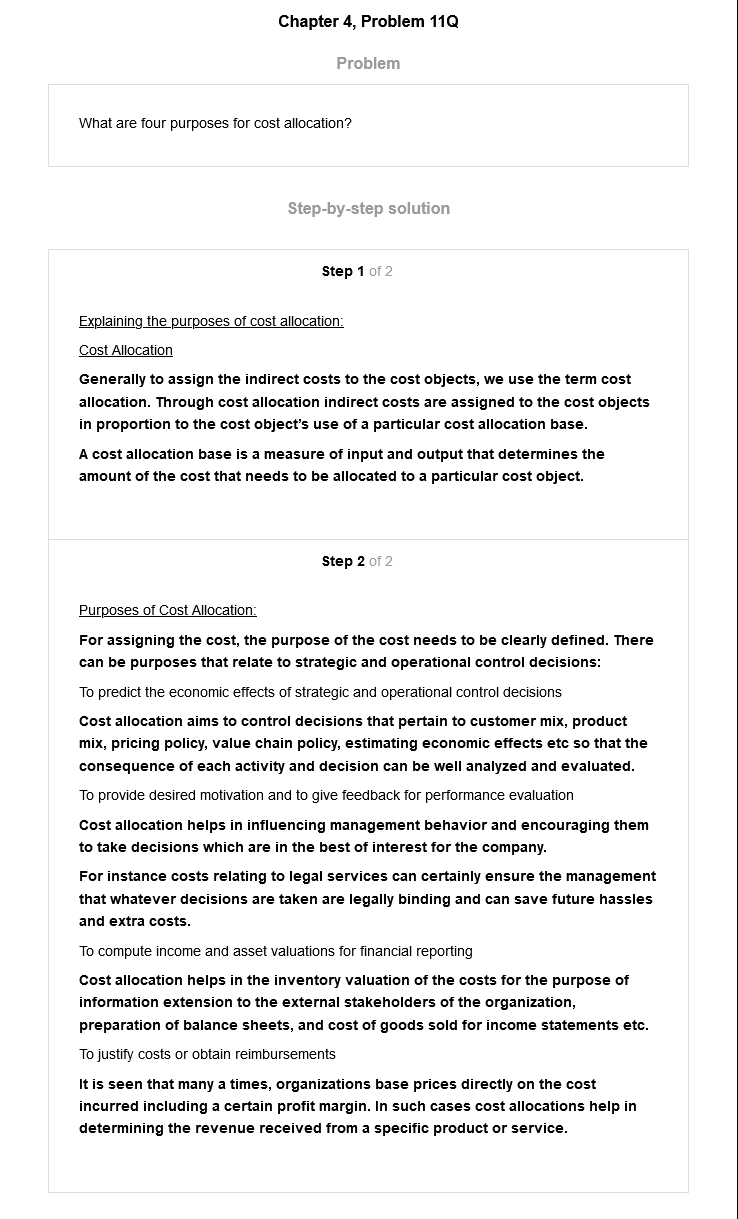 Chapter 4, Problem 11Q
Problem
What are four purposes for cost allocation?
Step-by-step solution
Step 1 of 2
Explaining the purposes of cost allocation:
Cost Allocation
Generally to assign the indirect costs to the cost objects, we use the term cost
allocation. Through cost allocation indirect costs are assigned to the cost objects
in proportion to the cost object’s use of a particular cost allocation base.
A cost allocation base is a measure of input and output that determines the
amount of the cost that needs to be allocated to a particular cost object.
Step 2 of 2
Purposes of Cost Allocation:
For assigning the cost, the purpose of the cost needs to be clearly defined. There
can be purposes that relate to strategic and operational control decisions:
To predict the economic effects of strategic and operational control decisions
Cost allocation aims to control decisions that pertain to customer mix, product
mix, pricing policy, value chain policy, estimating economic effects etc so that the
consequence of each activity and decision can be well analyzed and evaluated.
To provide desired motivation and to give feedback for performance evaluation
Cost allocation helps in influencing management behavior and encouraging them
to take decisions which are in the best of interest for the company.
For instance costs relating to legal services can certainly ensure the management
that whatever decisions are taken are legally binding and can save future hassles
and extra costs.
To compute income and asset valuations for financial reporting
Cost allocation helps in the inventory valuation of the costs for the purpose of
information extension to the external stakeholders of the organization,
preparation of balance sheets, and cost of goods sold for income statements etc.
To justify costs or obtain reimbursements
It is seen that many a times, organizations base prices directly on the cost
incurred including a certain profit margin. In such cases cost allocations help in
determining the revenue received from a specific product or service.